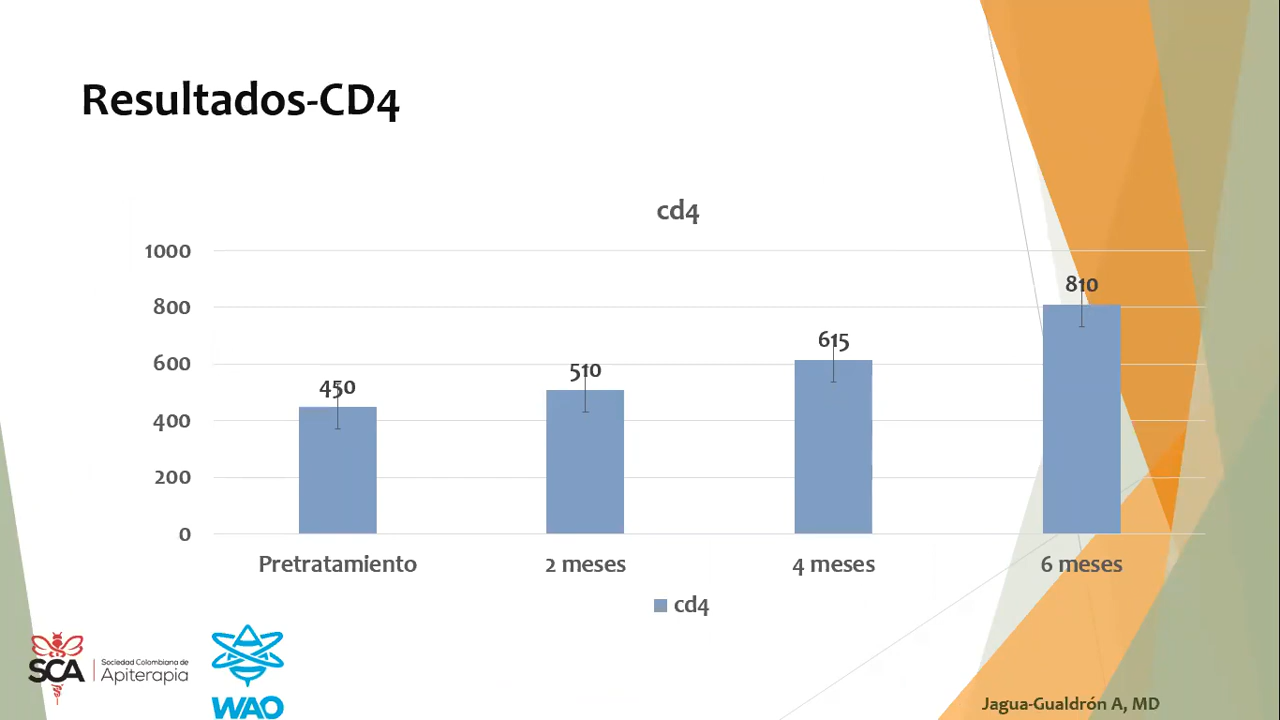 Resultados-CD4
cd4
1000
800
600
400
200
0
450
510
615
810
Pretratamiento
2 meses
4 meses
6 meses
cd4
SCA
Sociedad Colombiana de
Apiterapia
WAO
Jagua-Gualdrón A, MD